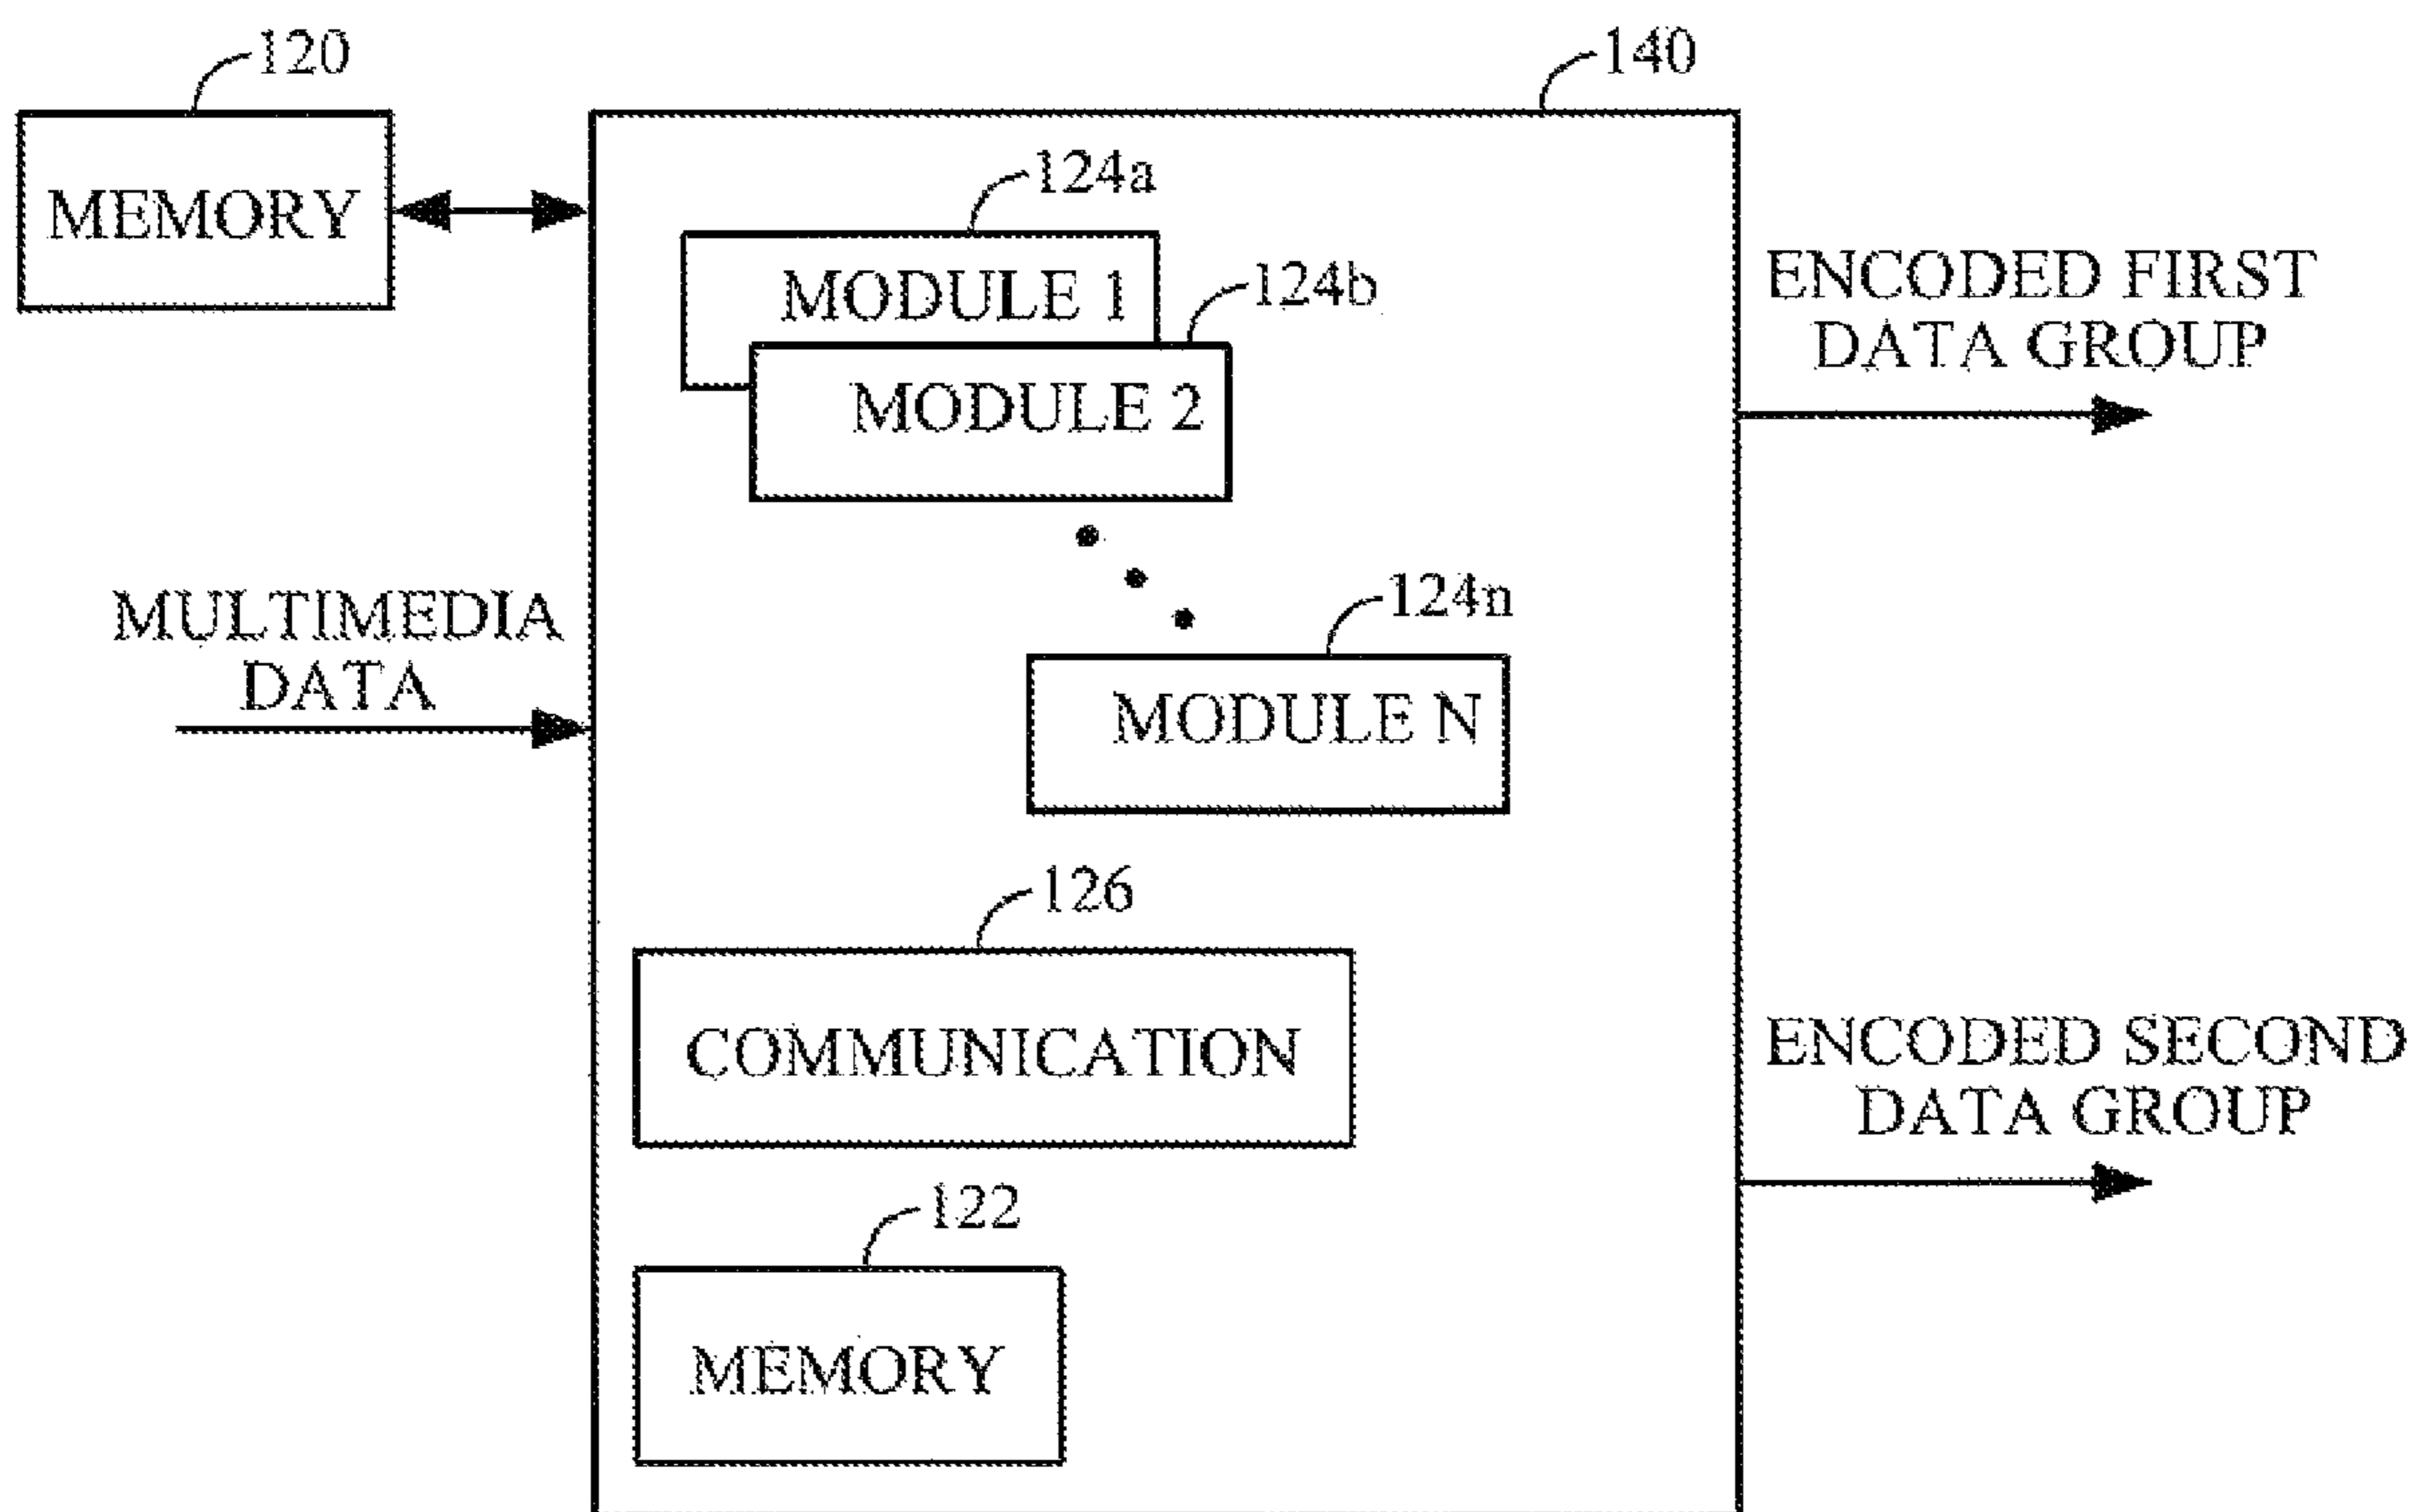 120
140
MEMORY
124a
MODULE 1
124b
MODULE 2
ENCODED FIRST
DATA GROUP
MULTIMEDIA
DATA
124n
MODULE N
126
COMMUNICATION
ENCODED SECOND
DATA GROUP
122
MEMORY